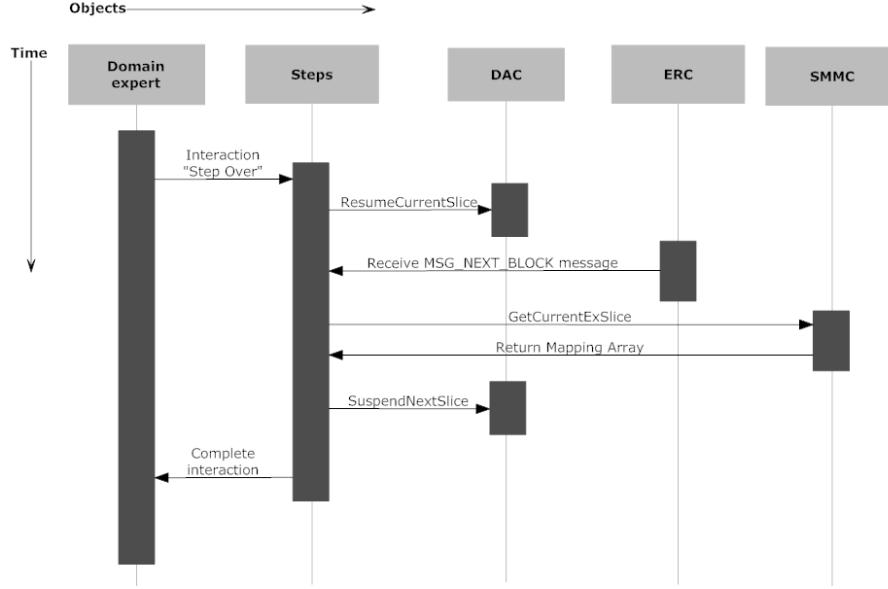 Objects
Time
Domain
expert
Steps
DAC
ERC
SMMC
Interaction
"Step Over"
ResumeCurrentSlice
Receive MSG_NEXT_BLOCK message
GetCurrentExSlice
Return Mapping Array
SuspendNextSlice
Complete
interaction